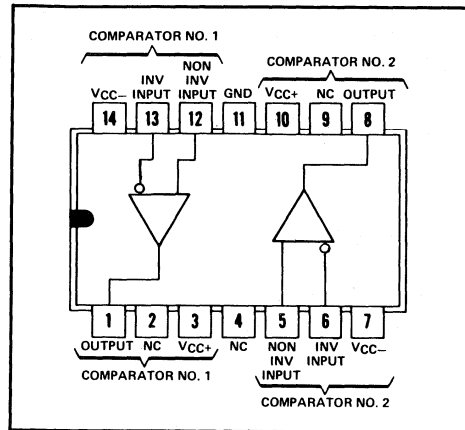 COMPARATOR NO. 1
COMPARATOR NO. 2
VCC– INV INPUT NON INV INPUT GND VCC+ NC OUTPUT
14 13 12 11 10 9 8
1 2 3 4 5 6 7
OUTPUT NC VCC+ NC NON INV INPUT INV INPUT VCC–
COMPARATOR NO. 1
COMPARATOR NO. 2